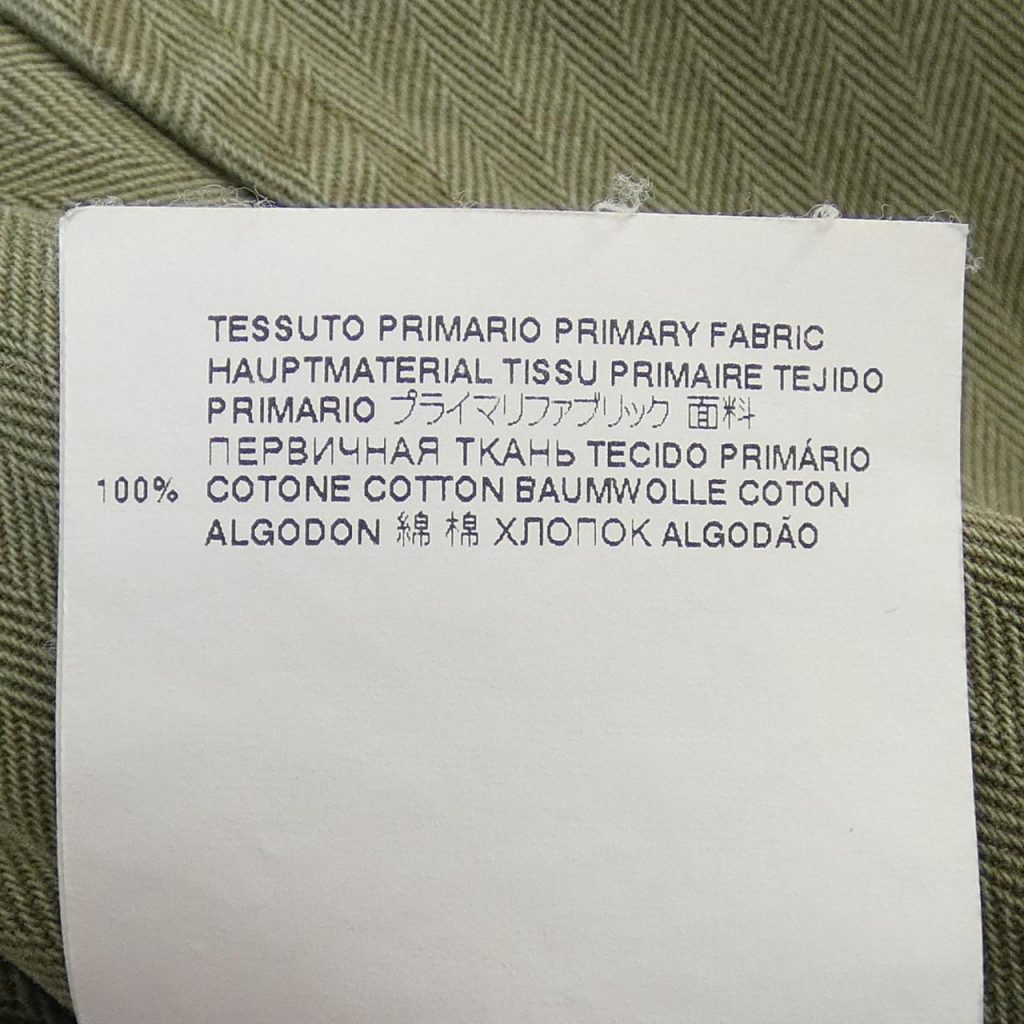 TESSUTO PRIMARIO PRIMARY FABRIC
HAUPTMATERIAL TISSU PRIMAIRE TEJIDO
PRIMARIO プライマリファブリック 面料
ПЕРВИЧНАЯ ТКАНЬ TECIDO PRIMÁRIO
100% COTONE COTTON BAUMWOLLE COTON
ALGODON 綿 棉 ХЛОПОК ALGODÃO